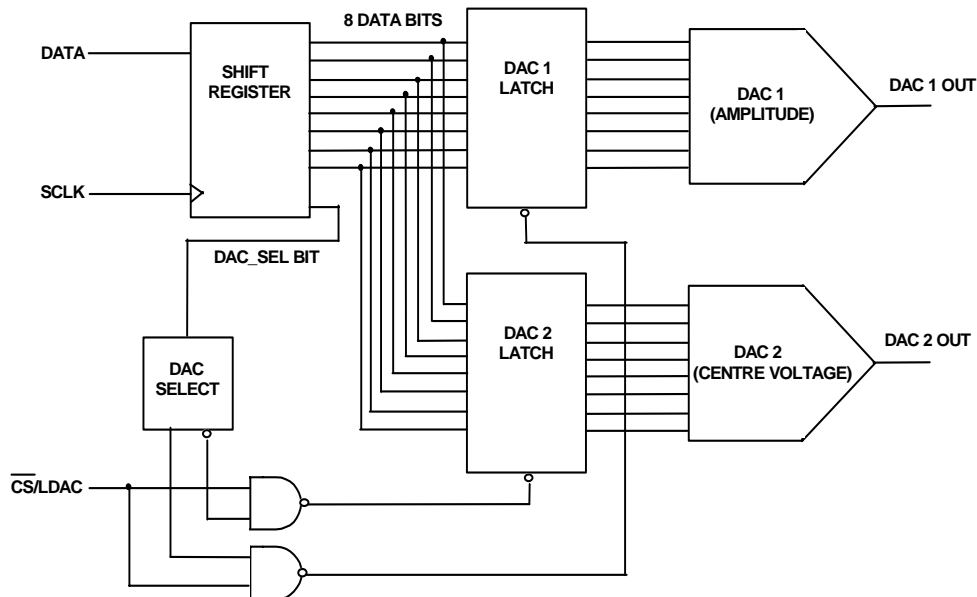 8 DATA BITS
DATA
SHIFT
REGISTER
DAC 1
LATCH
DAC 1
(AMPLITUDE)
DAC 1 OUT
SCLK
DAC_SEL BIT
DAC
SELECT
DAC 2
LATCH
DAC 2
(CENTRE VOLTAGE)
DAC 2 OUT
C̅S̅/LDAC